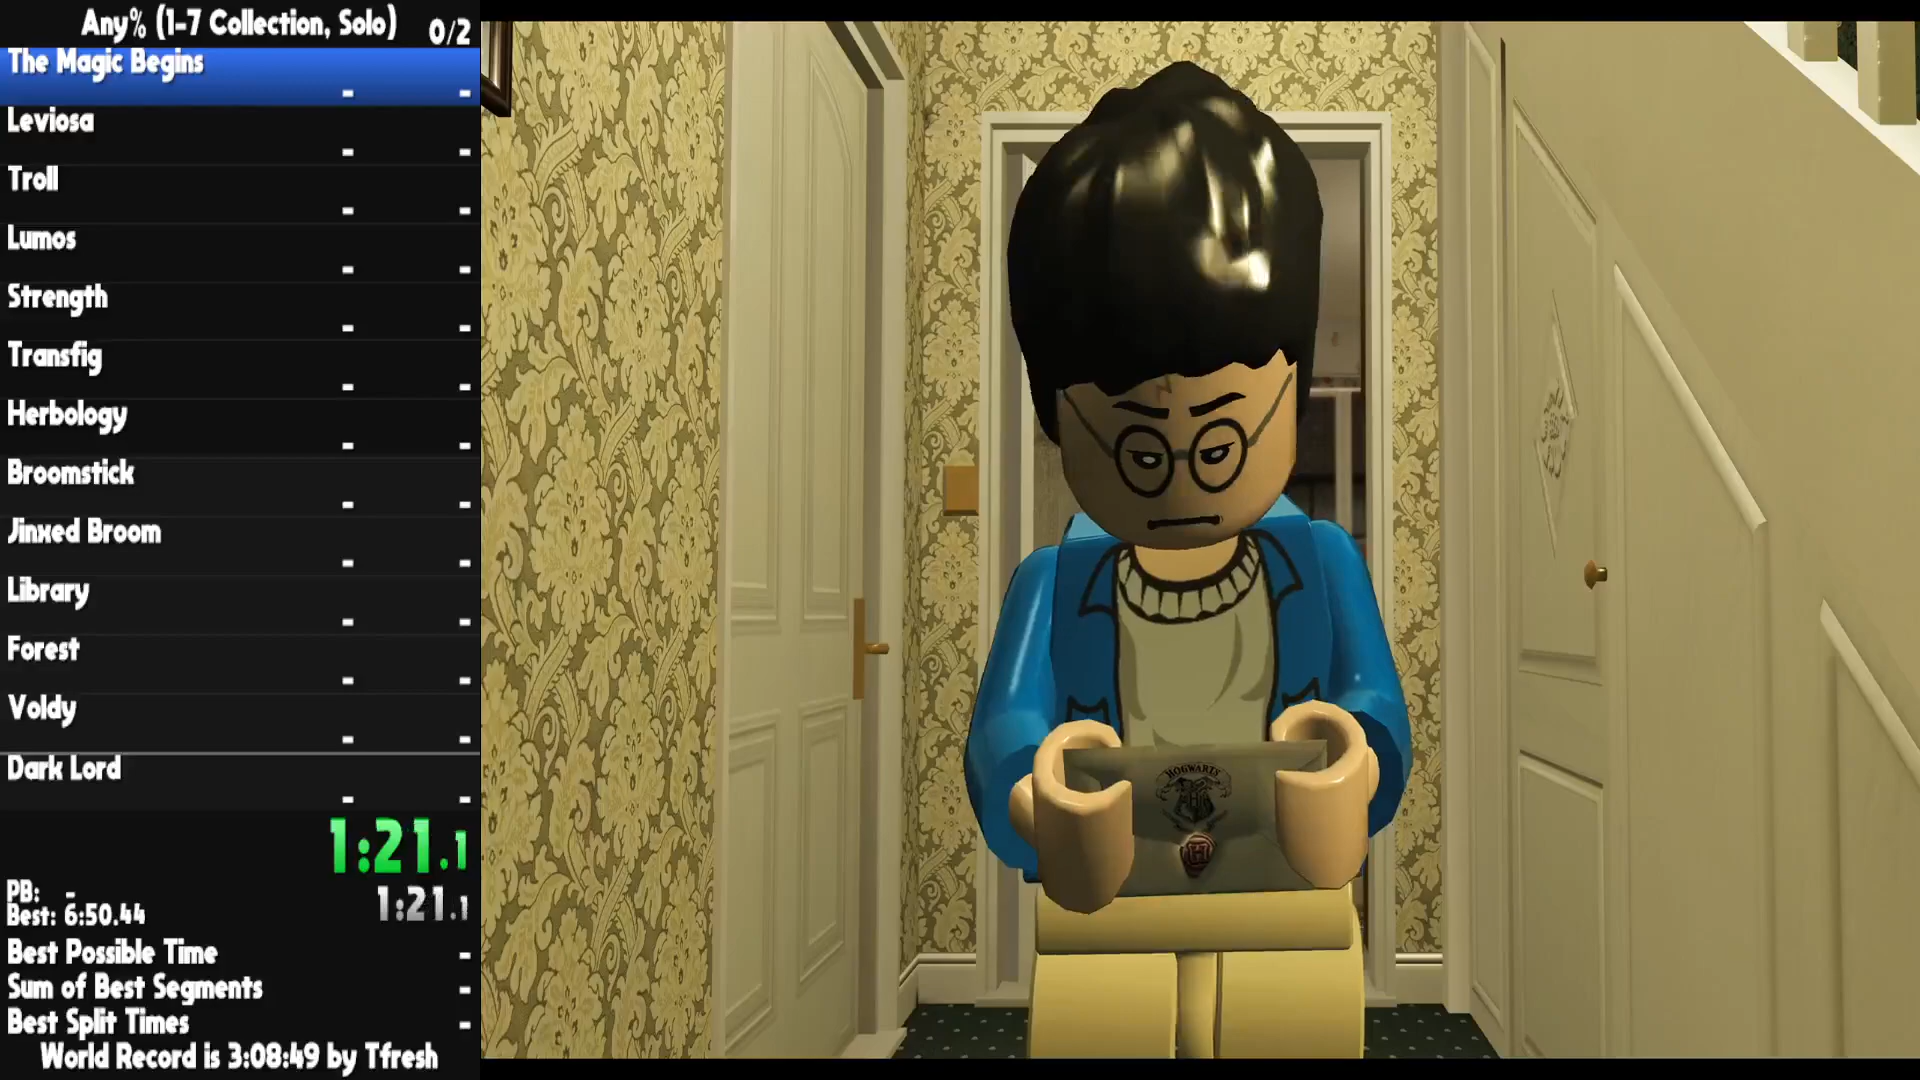 Any% (1-7 Collection, Solo) 0/2
The Magic Begins
- -
Leviosa
- -
Troll
- -
Lumos
- -
Strength
- -
Transfig
- -
Herbology
- -
Broomstick
- -
Jinxed Broom
- -
Library
- -
Forest
- -
Voldy
- -
Dark Lord
- -
1:21.1
PB: -
Best: 6:50.44 1:21.1
Best Possible Time -
Sum of Best Segments -
Best Split Times -
World Record is 3:08:49 by Tfresh
HOGWARTS
H
H